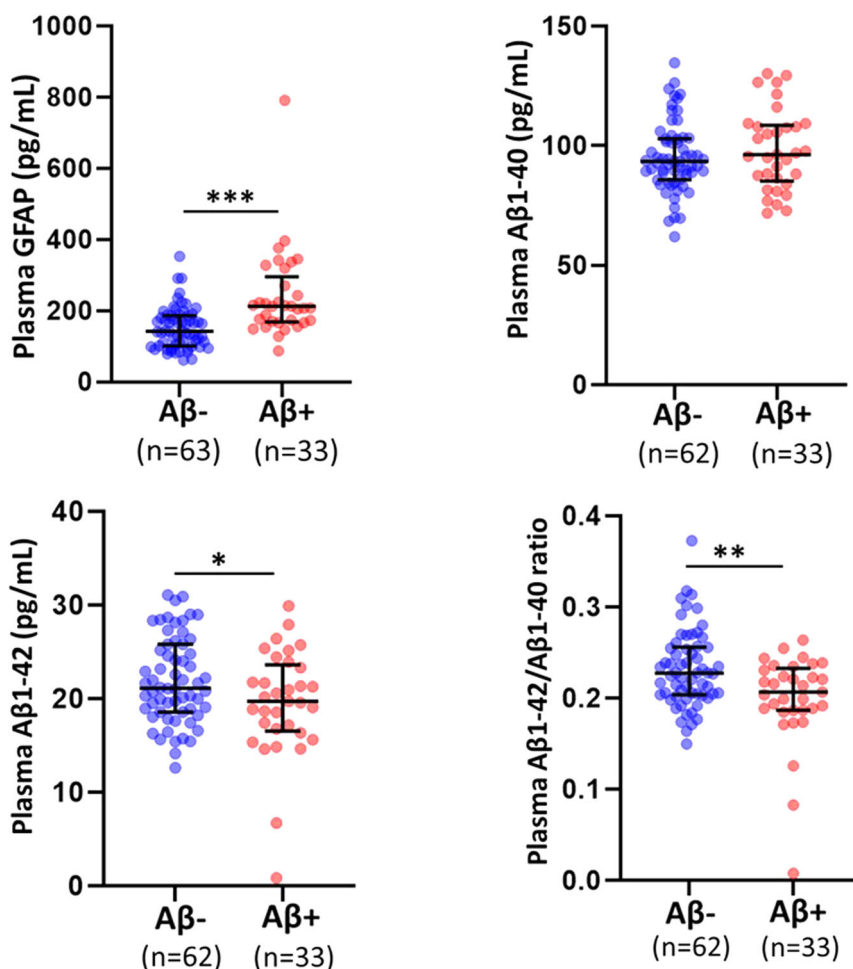 Plasma GFAP (pg/mL)
1000
800
600
400
200
0
***
Aβ- Aβ+
(n=63) (n=33)
Plasma Aβ1-40 (pg/mL)
150
100
50
0
Aβ- Aβ+
(n=62) (n=33)
Plasma Aβ1-42 (pg/mL)
40
30
20
10
0
*
Aβ- Aβ+
(n=62) (n=33)
Plasma Aβ1-42/Aβ1-40 ratio
0.4
0.3
0.2
0.1
0.0
**
Aβ- Aβ+
(n=62) (n=33)